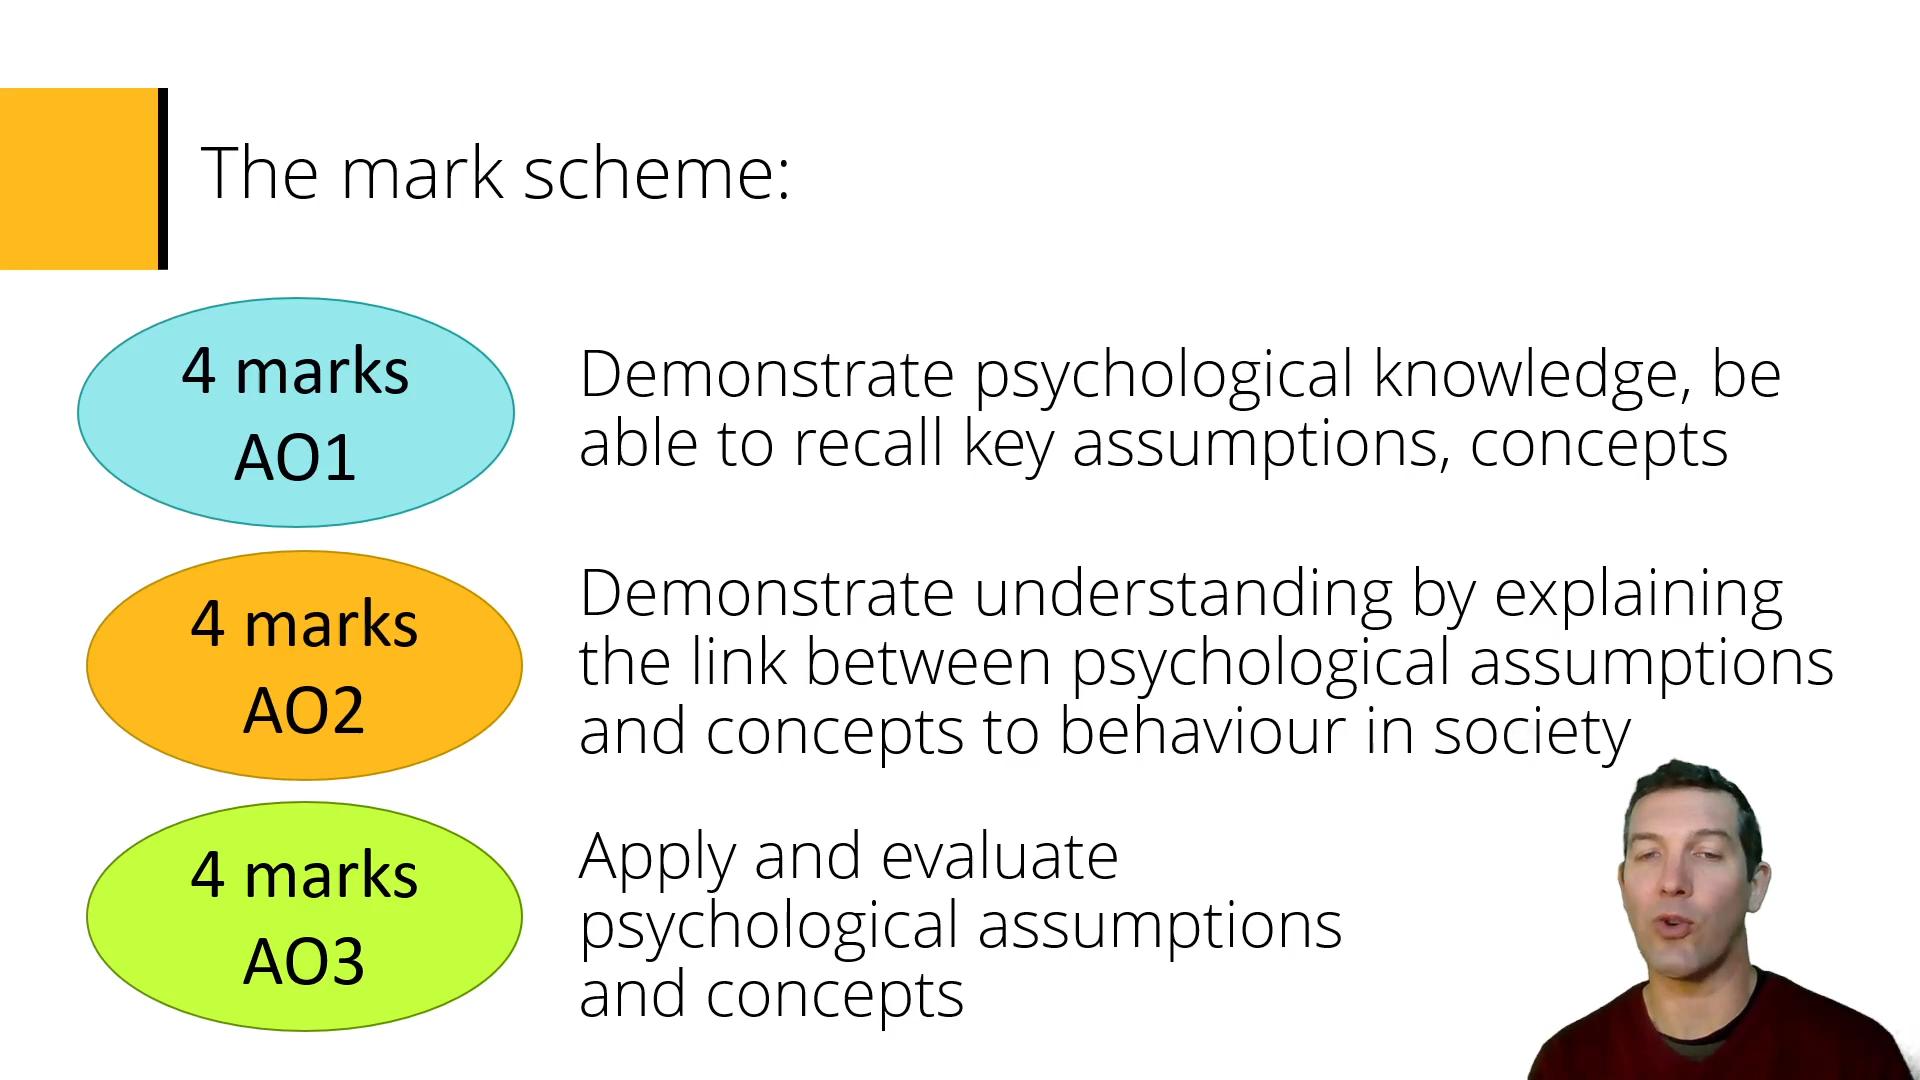 The mark scheme:
4 marks
AO1
Demonstrate psychological knowledge, be
able to recall key assumptions, concepts
4 marks
AO2
Demonstrate understanding by explaining
the link between psychological assumptions
and concepts to behaviour in society
4 marks
AO3
Apply and evaluate
psychological assumptions
and concepts